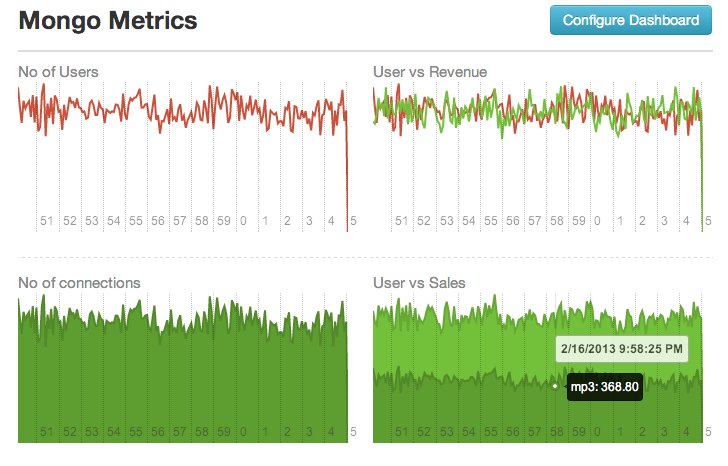 Mongo Metrics
Configure Dashboard
No of Users
51 52 53 54 55 56 57 58 59 0 1 2 3 4 5
User vs Revenue
51 52 53 54 55 56 57 58 59 0 1 2 3 4 5
No of connections
51 52 53 54 55 56 57 58 59 0 1 2 3 4 5
User vs Sales
2/16/2013 9:58:25 PM
mp3: 368.80
51 52 53 54 55 56 57 58 59 0 1 2 3 4 5